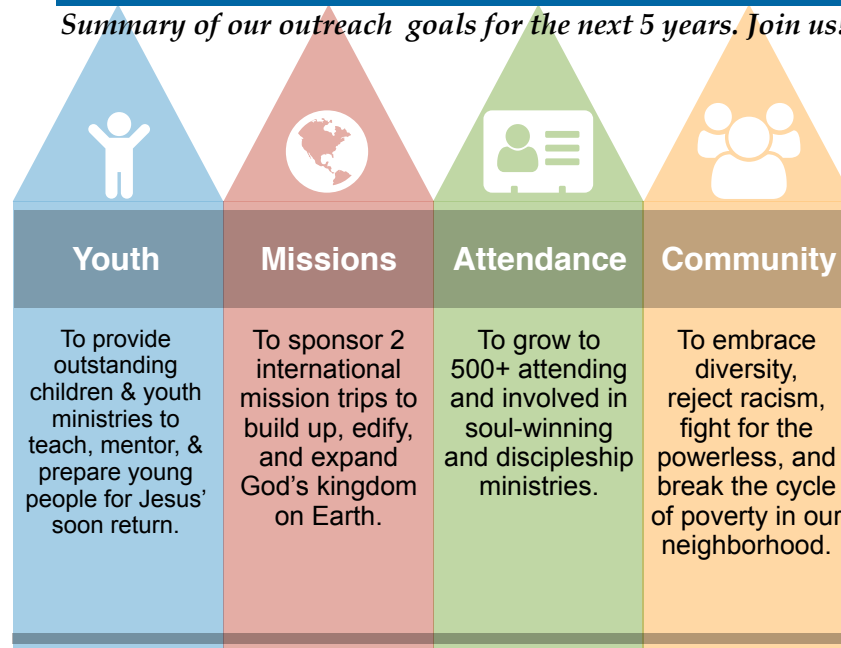 Summary of our outreach goals for the next 5 years. Join us!
Youth
To provide
outstanding
children & youth
ministries to
teach, mentor, &
prepare young
people for Jesus’
soon return.
Missions
To sponsor 2
international
mission trips to
build up, edify,
and expand
God’s kingdom
on Earth.
Attendance
To grow to
500+ attending
and involved in
soul-winning
and discipleship
ministries.
Community
To embrace
diversity,
reject racism,
fight for the
powerless, and
break the cycle
of poverty in our
neighborhood.